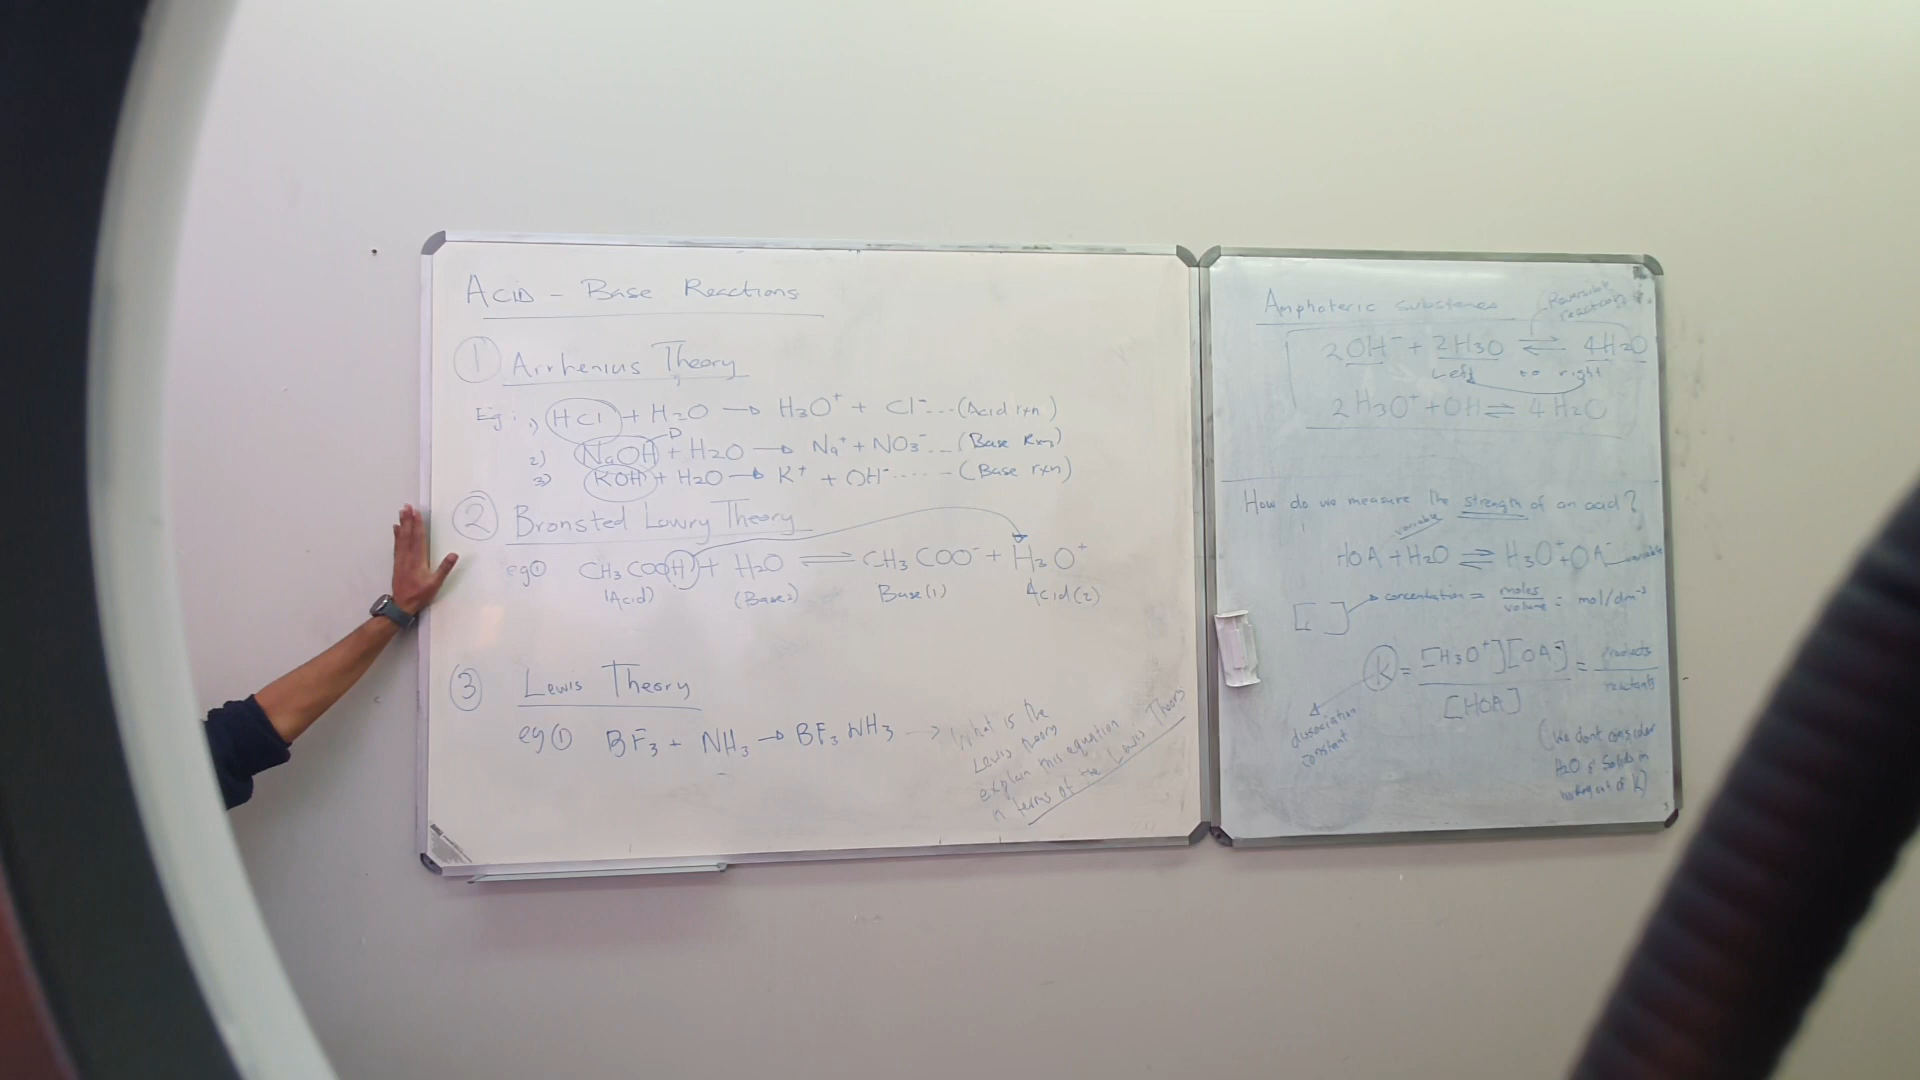 Acid - Base Reactions
① Arrhenius Theory
Eg: 1) HCl + H2O → H3O⁺ + Cl⁻...(Acid rxn)
2) NaOH + H2O → Na⁺ + NO3⁻...(Base Rxn)
3) KOH + H2O → K⁺ + OH⁻......(Base rxn)
② Bronsted Lowry Theory
eg① CH3COOH + H2O ⇌ CH3COO⁻ + H3O⁺
(Acid) (Base2) Base(1) Acid(2)
③ Lewis Theory
eg① BF3 + NH3 → BF3NH3 → What is the
Lewis theory
explain this equation
in terms of the Lewis Theory
Amphoteric substances
Reversible
reactions
2OH⁻ + 2H3O ⇌ 4H2O
Left to right
2H3O⁺ + OH ⇌ 4H2O
How do we measure the strength of an acid?
variable
HOA + H2O ⇌ H3O⁺ + OA⁻ variable
[ ] → concentration = moles/volume = mol/dm⁻³
K = [H3O⁺][OA⁻]/[HOA] = products/reactants
dissociation
constant
(We dont consider
H2O & Solids in
K)